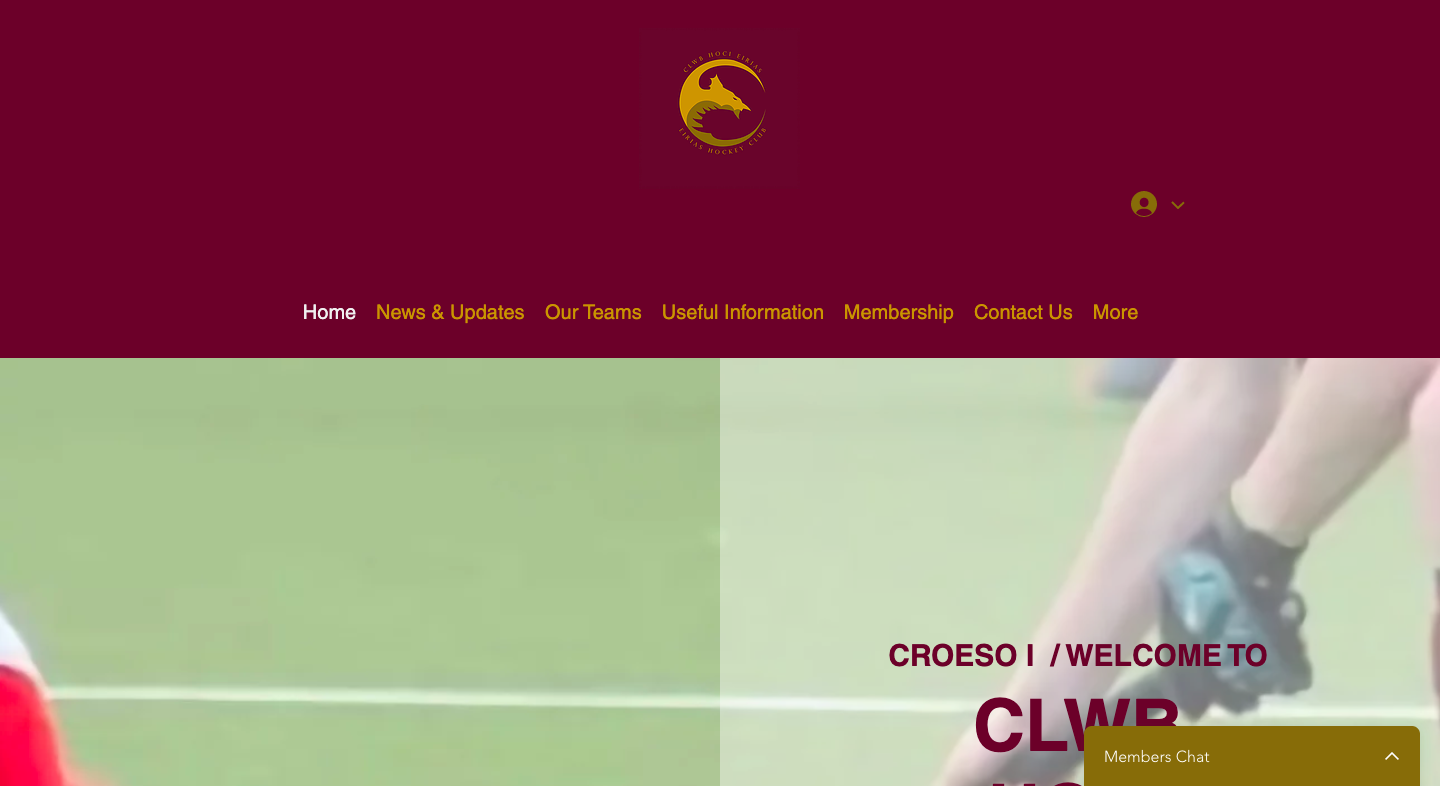 CLWB HOCI EIRIAS
EIRIAS HOCKEY CLUB
Home News & Updates Our Teams Useful Information Membership Contact Us More
CROESO I / WELCOME TO
CLWB
Members Chat